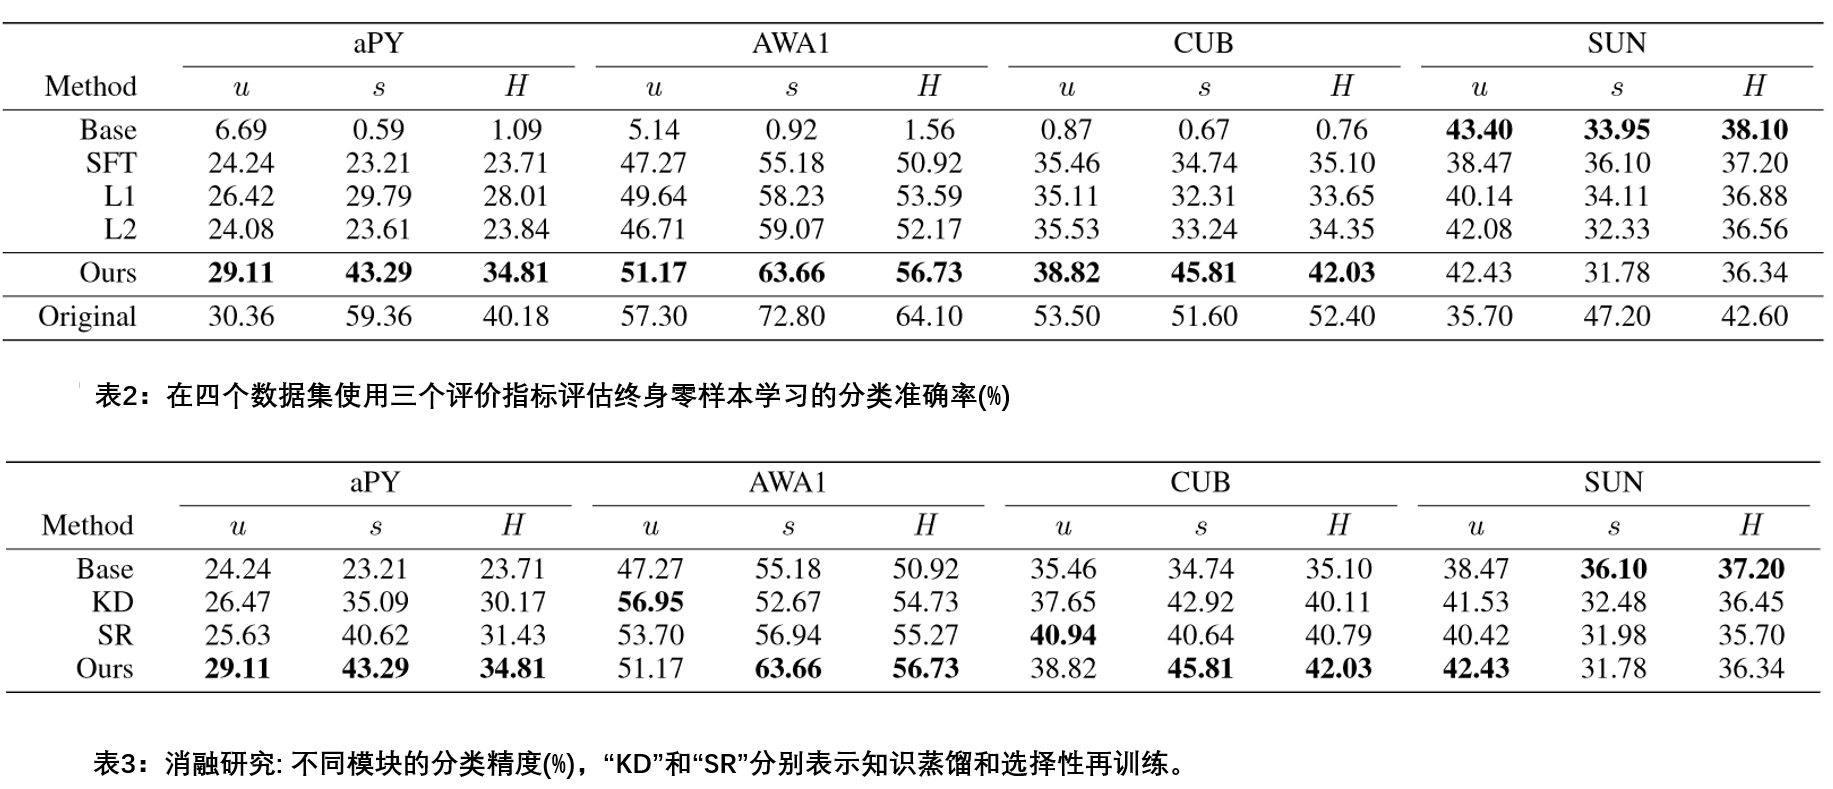 aPY AWA1 CUB SUN
Method u s H u s H u s H u s H
Base 6.69 0.59 1.09 5.14 0.92 1.56 0.87 0.67 0.76 43.40 33.95 38.10
SFT 24.24 23.21 23.71 47.27 55.18 50.92 35.46 34.74 35.10 38.47 36.10 37.20
L1 26.42 29.79 28.01 49.64 58.23 53.59 35.11 32.31 33.65 40.14 34.11 36.88
L2 24.08 23.61 23.84 46.71 59.07 52.17 35.53 33.24 34.35 42.08 32.33 36.56
Ours 29.11 43.29 34.81 51.17 63.66 56.73 38.82 45.81 42.03 42.43 31.78 36.34
Original 30.36 59.36 40.18 57.30 72.80 64.10 53.50 51.60 52.40 35.70 47.20 42.60
表2：在四个数据集使用三个评价指标评估终身零样本学习的分类准确率(%)
aPY AWA1 CUB SUN
Method u s H u s H u s H u s H
Base 24.24 23.21 23.71 47.27 55.18 50.92 35.46 34.74 35.10 38.47 36.10 37.20
KD 26.47 35.09 30.17 56.95 52.67 54.73 37.65 42.92 40.11 41.53 32.48 36.45
SR 25.63 40.62 31.43 53.70 56.94 55.27 40.94 40.64 40.79 40.42 31.98 35.70
Ours 29.11 43.29 34.81 51.17 63.66 56.73 38.82 45.81 42.03 42.43 31.78 36.34
表3：消融研究: 不同模块的分类精度(%)，“KD”和“SR”分别表示知识蒸馏和选择性再训练。